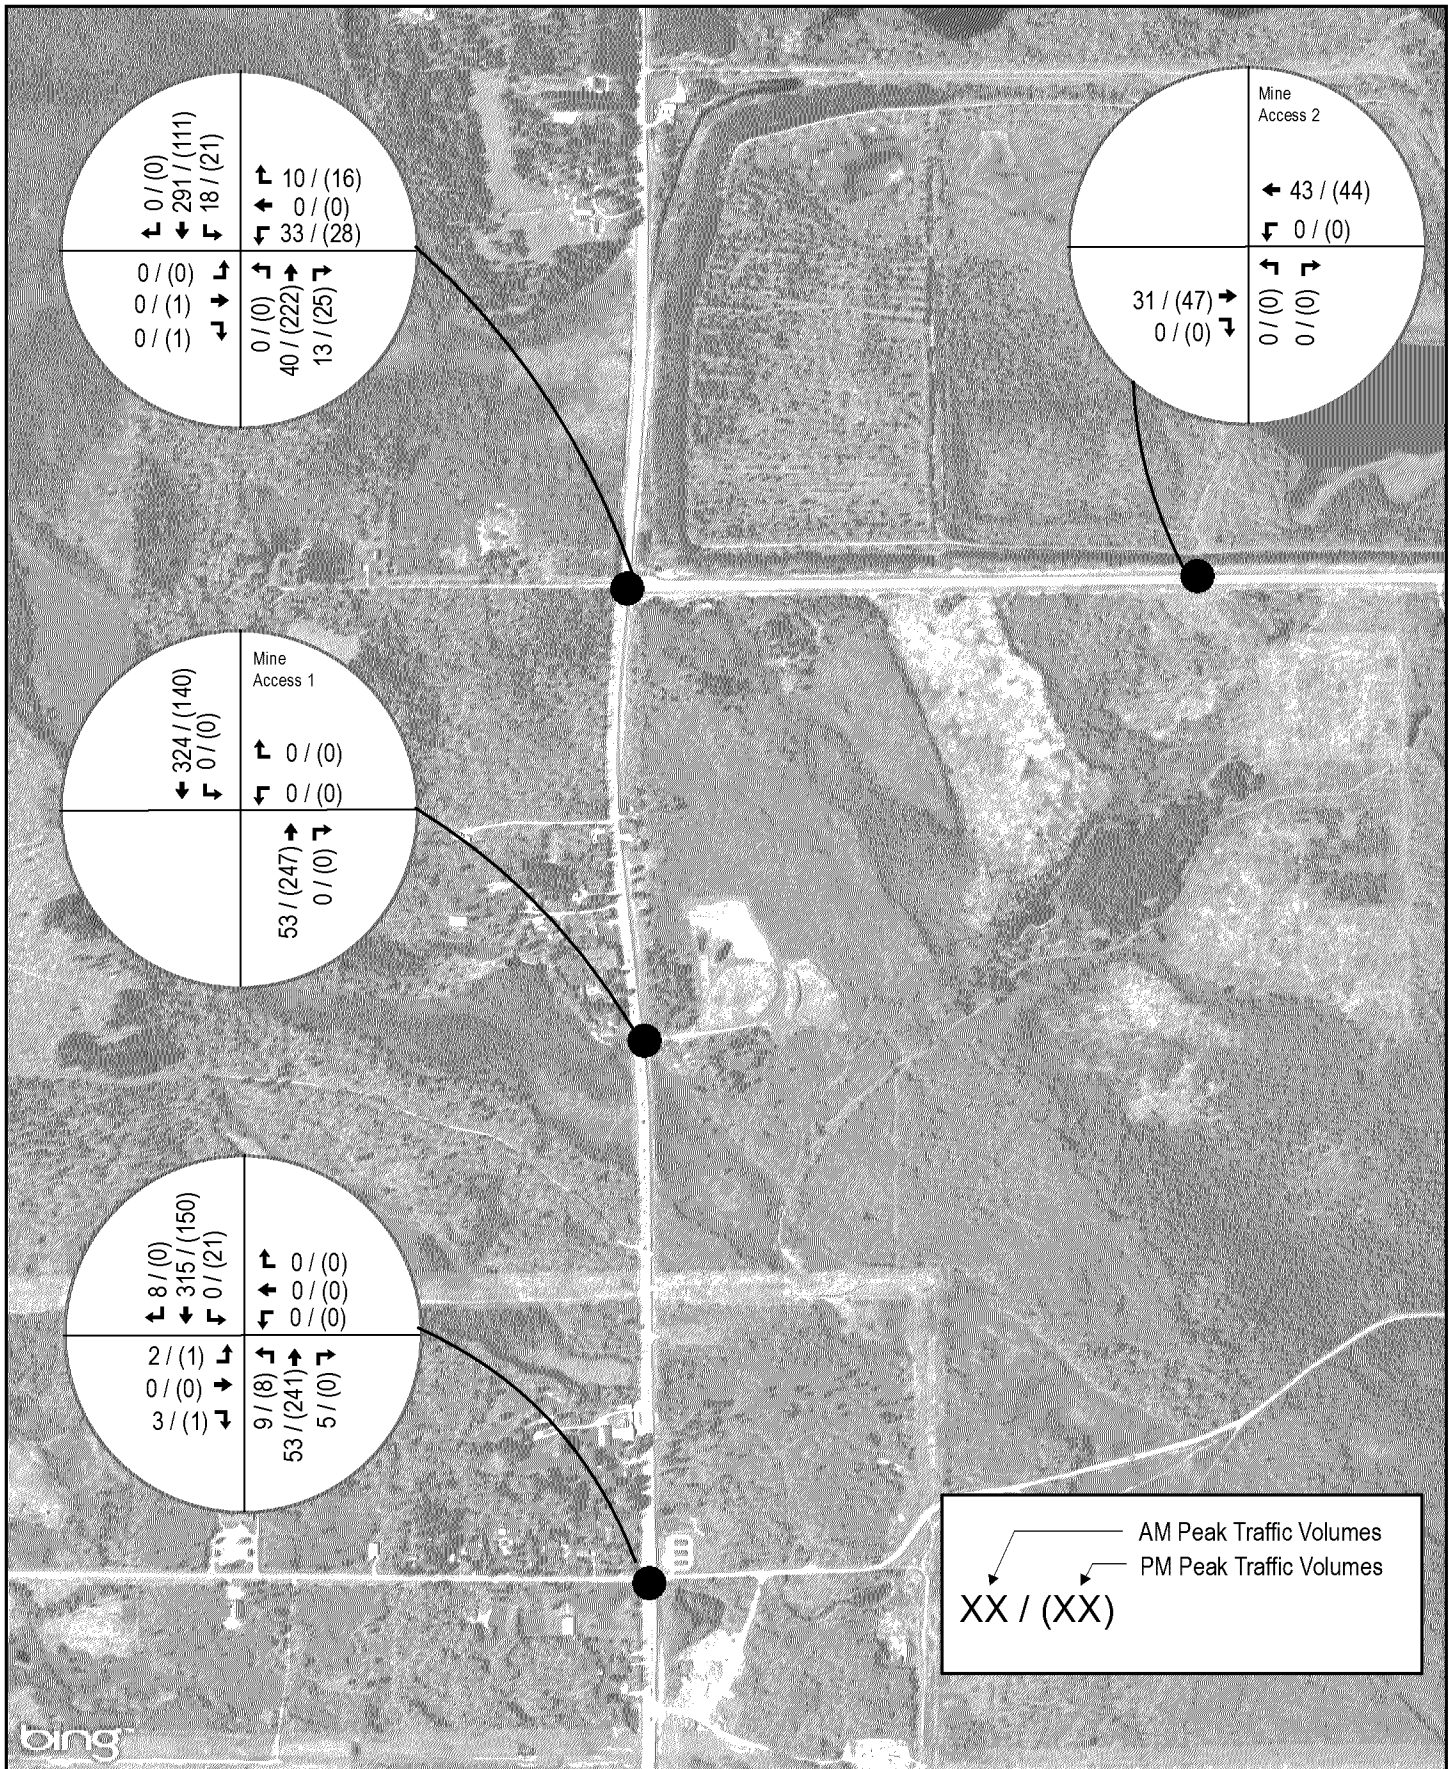 0 / (0)
291 / (111)
18 / (21)
10 / (16)
0 / (0)
33 / (28)
0 / (0)
0 / (1)
0 / (1)
0 / (0)
40 / (222)
13 / (25)
Mine
Access 2
43 / (44)
0 / (0)
31 / (47)
0 / (0)
0 / (0)
0 / (0)
Mine
Access 1
324 / (140)
0 / (0)
0 / (0)
0 / (0)
53 / (247)
0 / (0)
8 / (0)
315 / (150)
0 / (21)
0 / (0)
0 / (0)
0 / (0)
2 / (1)
0 / (0)
3 / (1)
9 / (8)
53 / (241)
5 / (0)
AM Peak Traffic Volumes
PM Peak Traffic Volumes
XX / (XX)
bing™